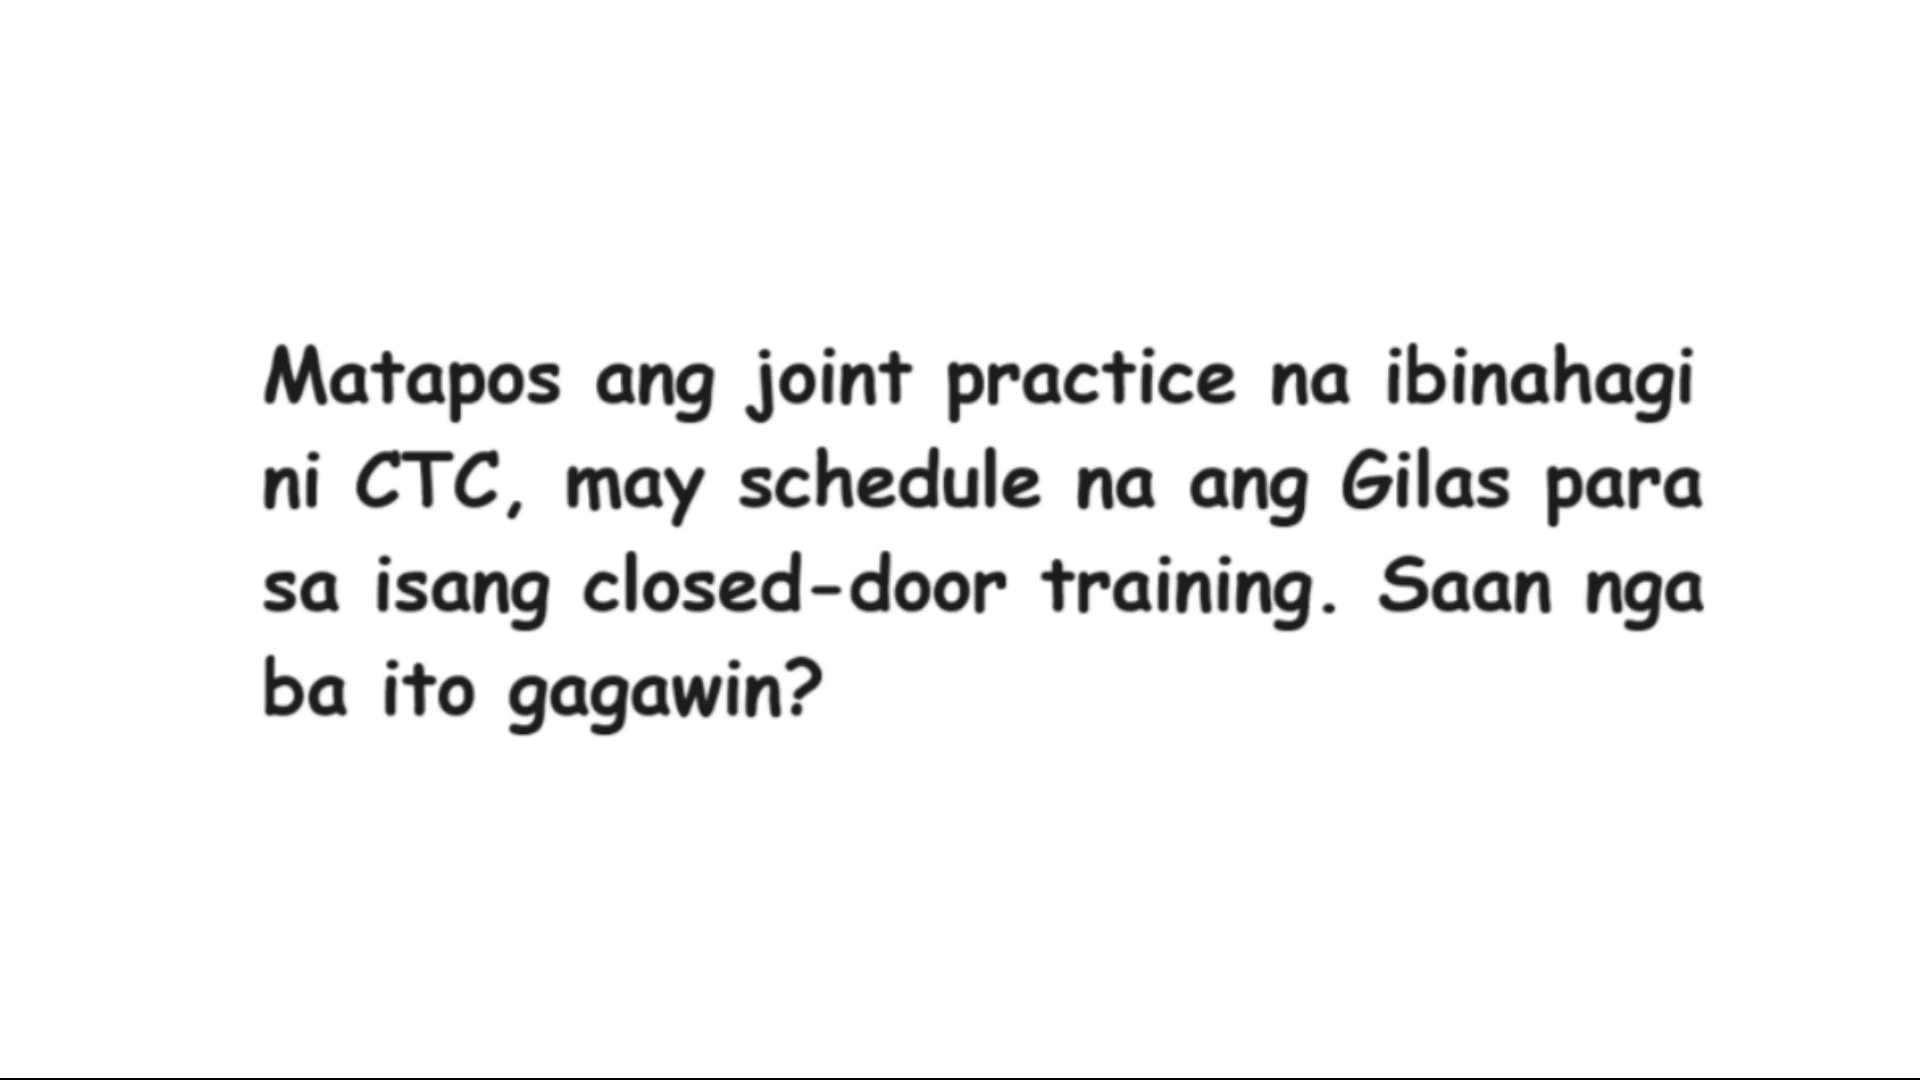 Matapos ang joint practice na ibinahagi
ni CTC, may schedule na ang Gilas para
sa isang closed-door training. Saan nga
ba ito gagawin?